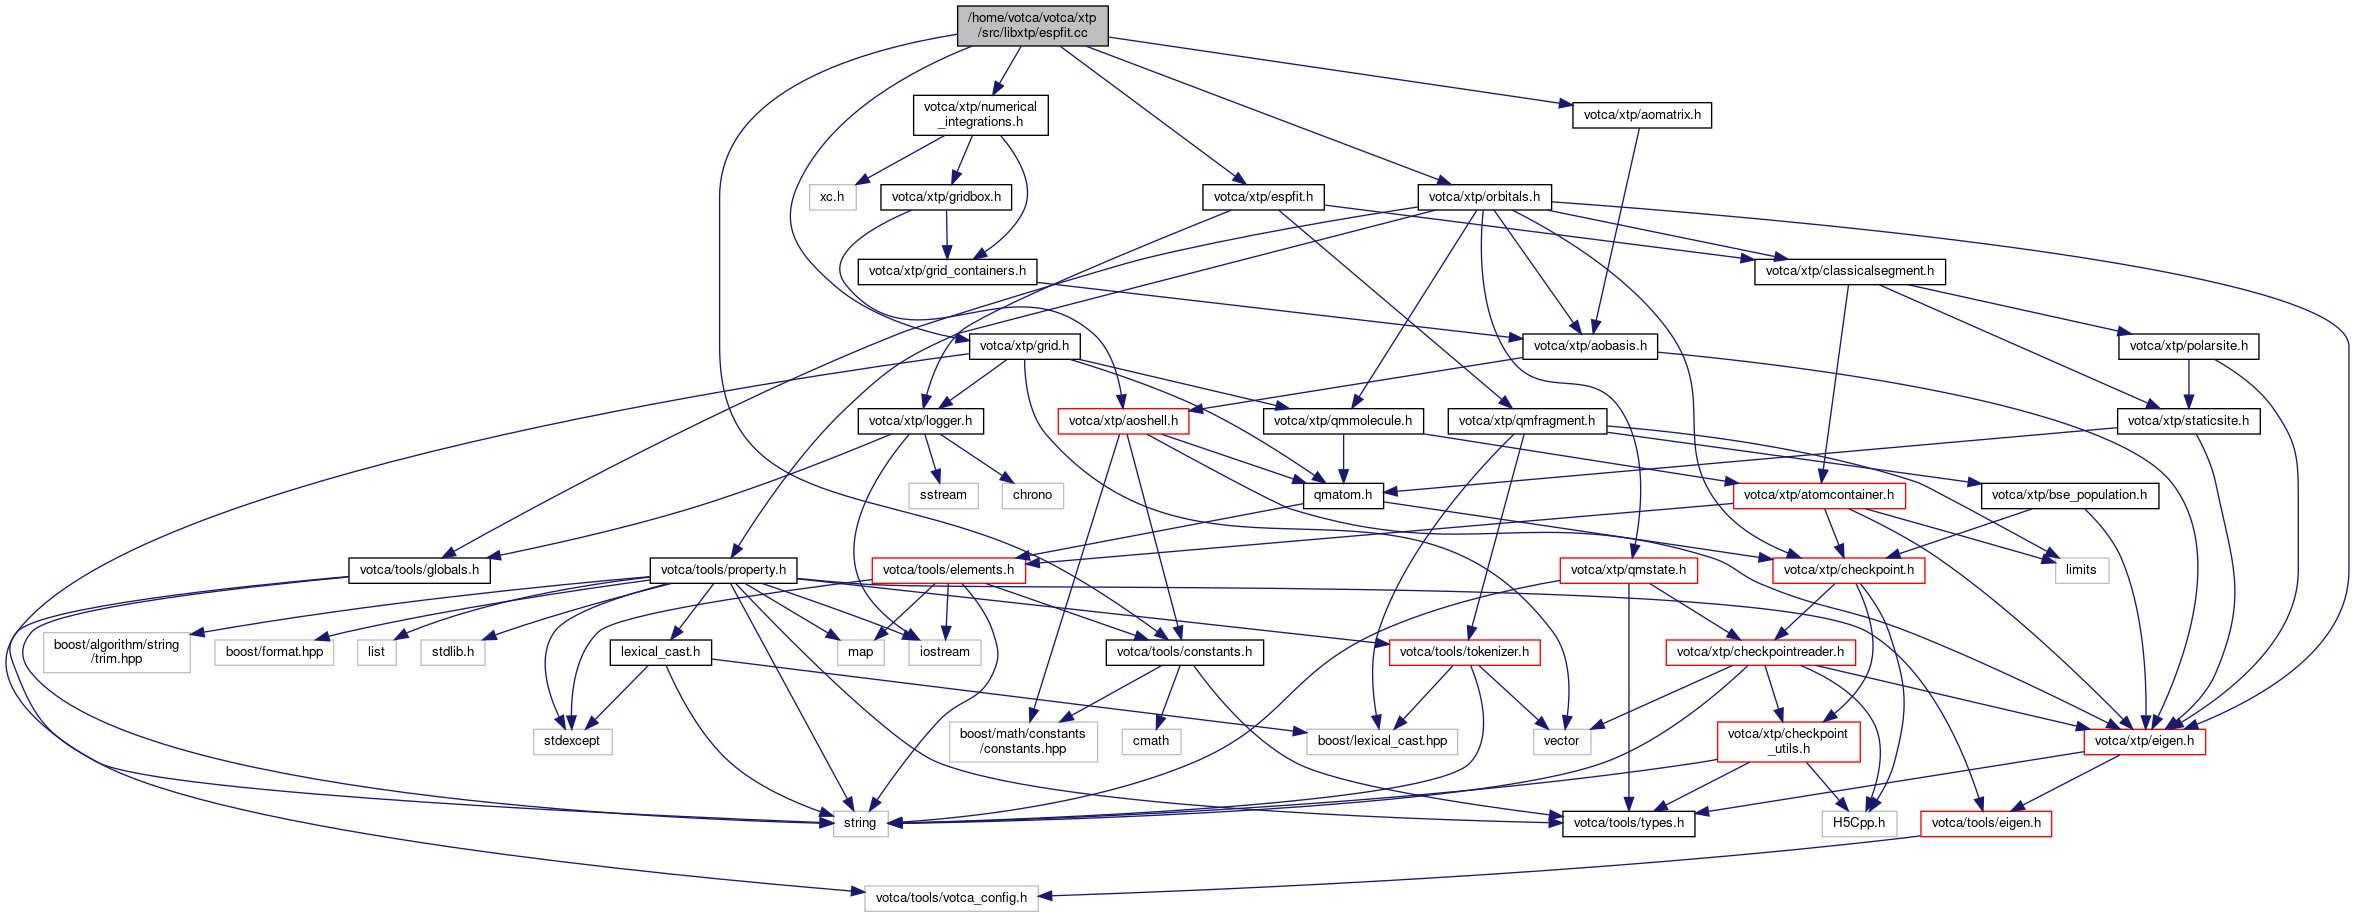 /home/votca/votca/xtp
/src/libxtp/espfit.cc
votca/xtp/numerical
_integrations.h
votca/xtp/aomatrix.h
xc.h
votca/xtp/gridbox.h
votca/xtp/espfit.h
votca/xtp/orbitals.h
votca/xtp/grid_containers.h
votca/xtp/classicalsegment.h
votca/xtp/grid.h
votca/xtp/aobasis.h
votca/xtp/polarsite.h
votca/xtp/logger.h
votca/xtp/aoshell.h
votca/xtp/qmmolecule.h
votca/xtp/qmfragment.h
votca/xtp/staticsite.h
sstream
chrono
qmatom.h
votca/xtp/atomcontainer.h
votca/xtp/bse_population.h
votca/tools/globals.h
votca/tools/property.h
votca/tools/elements.h
votca/xtp/qmstate.h
votca/xtp/checkpoint.h
limits
boost/algorithm/string
/trim.hpp
boost/format.hpp
list
stdlib.h
lexical_cast.h
map
iostream
votca/tools/constants.h
votca/tools/tokenizer.h
votca/xtp/checkpointreader.h
stdexcept
boost/math/constants
/constants.hpp
cmath
boost/lexical_cast.hpp
vector
votca/xtp/checkpoint
_utils.h
votca/xtp/eigen.h
string
votca/tools/types.h
H5Cpp.h
votca/tools/eigen.h
votca/tools/votca_config.h